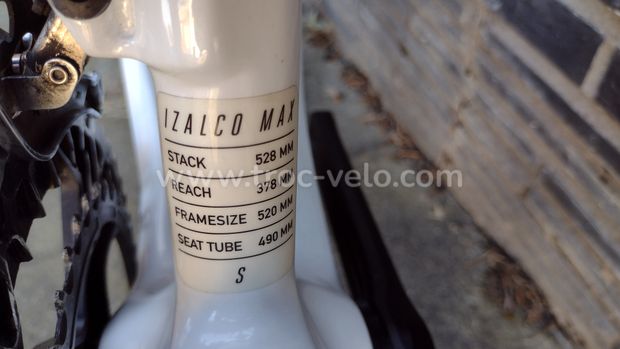 IZALCO MAX
STACK 528 MM
www.troc-velo.com
REACH 378 MM
FRAMESIZE 520 MM
SEAT TUBE 490 MM
S